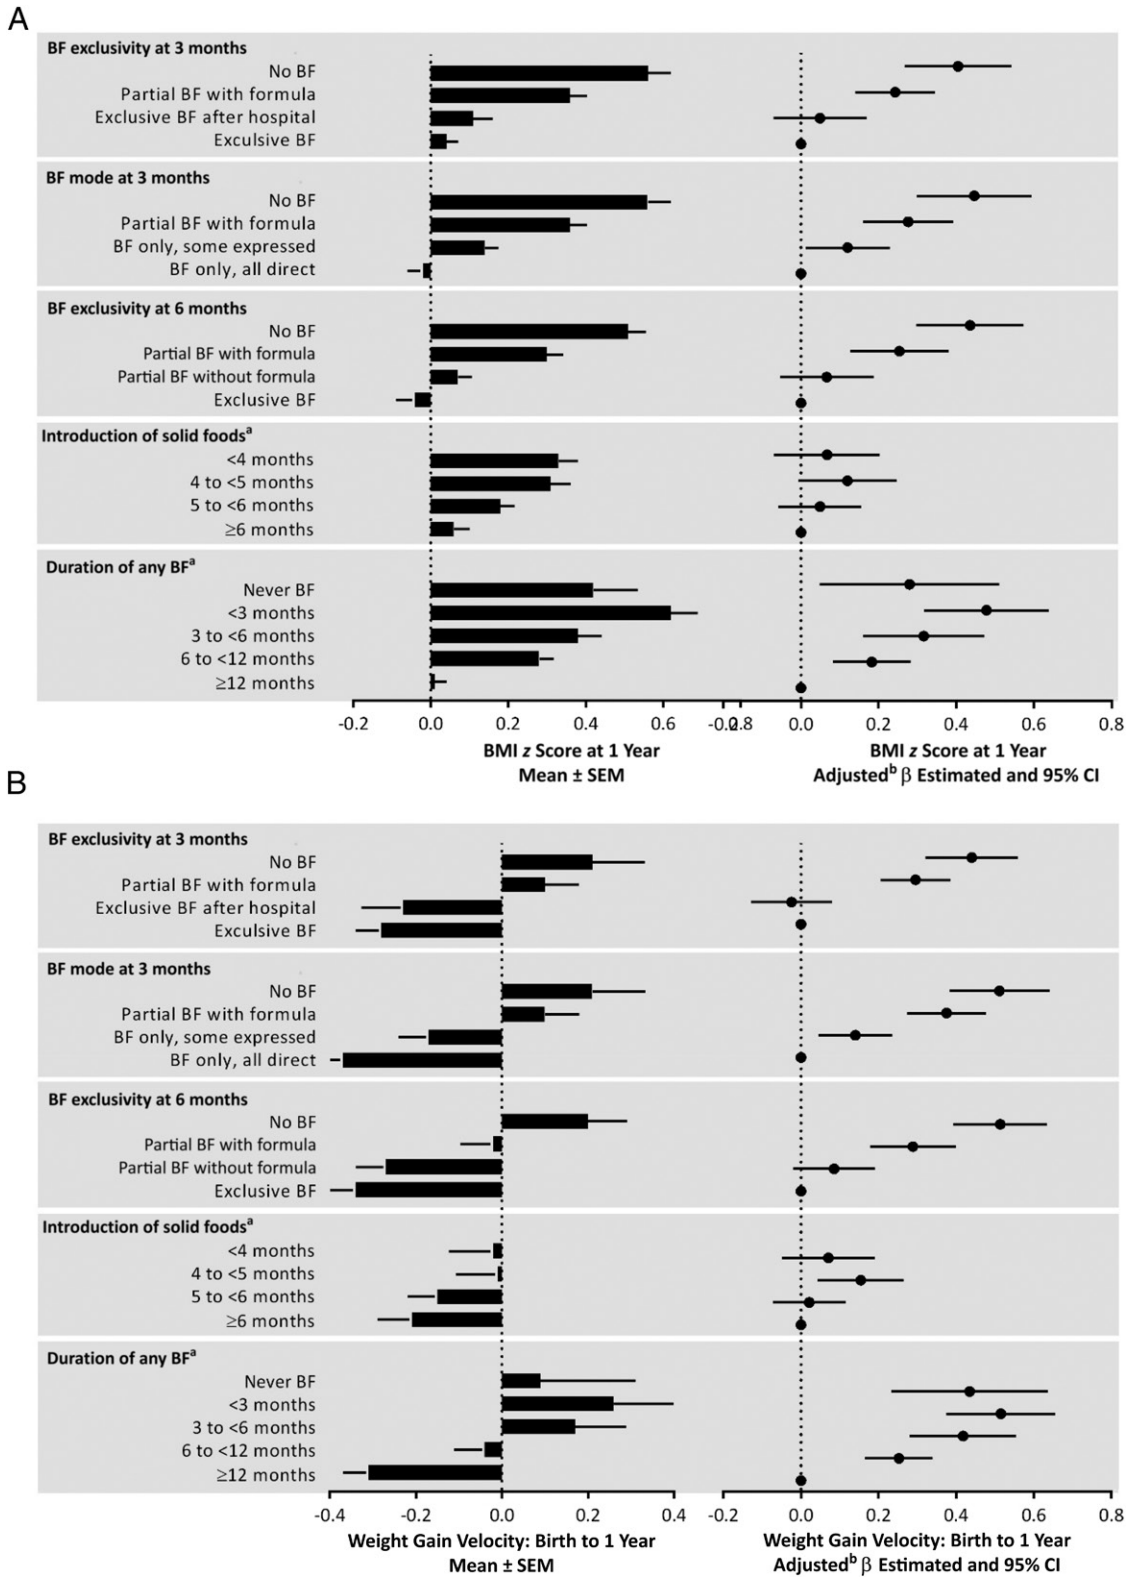 A
BF exclusivity at 3 months
No BF
Partial BF with formula
Exclusive BF after hospital
Exculsive BF
BF mode at 3 months
No BF
Partial BF with formula
BF only, some expressed
BF only, all direct
BF exclusivity at 6 months
No BF
Partial BF with formula
Partial BF without formula
Exclusive BF
Introduction of solid foodsᵃ
<4 months
4 to <5 months
5 to <6 months
≥6 months
Duration of any BFᵃ
Never BF
<3 months
3 to <6 months
6 to <12 months
≥12 months
-0.2 0.0 0.2 0.4 0.6 0.8
BMI z Score at 1 Year
Mean ± SEM
-0.2 0.0 0.2 0.4 0.6 0.8
BMI z Score at 1 Year
Adjustedᵇ β Estimated and 95% CI
B
BF exclusivity at 3 months
No BF
Partial BF with formula
Exclusive BF after hospital
Exculsive BF
BF mode at 3 months
No BF
Partial BF with formula
BF only, some expressed
BF only, all direct
BF exclusivity at 6 months
No BF
Partial BF with formula
Partial BF without formula
Exclusive BF
Introduction of solid foodsᵃ
<4 months
4 to <5 months
5 to <6 months
≥6 months
Duration of any BFᵃ
Never BF
<3 months
3 to <6 months
6 to <12 months
≥12 months
-0.4 -0.2 0.0 0.2 0.4
Weight Gain Velocity: Birth to 1 Year
Mean ± SEM
-0.2 0.0 0.2 0.4 0.6 0.8
Weight Gain Velocity: Birth to 1 Year
Adjustedᵇ β Estimated and 95% CI